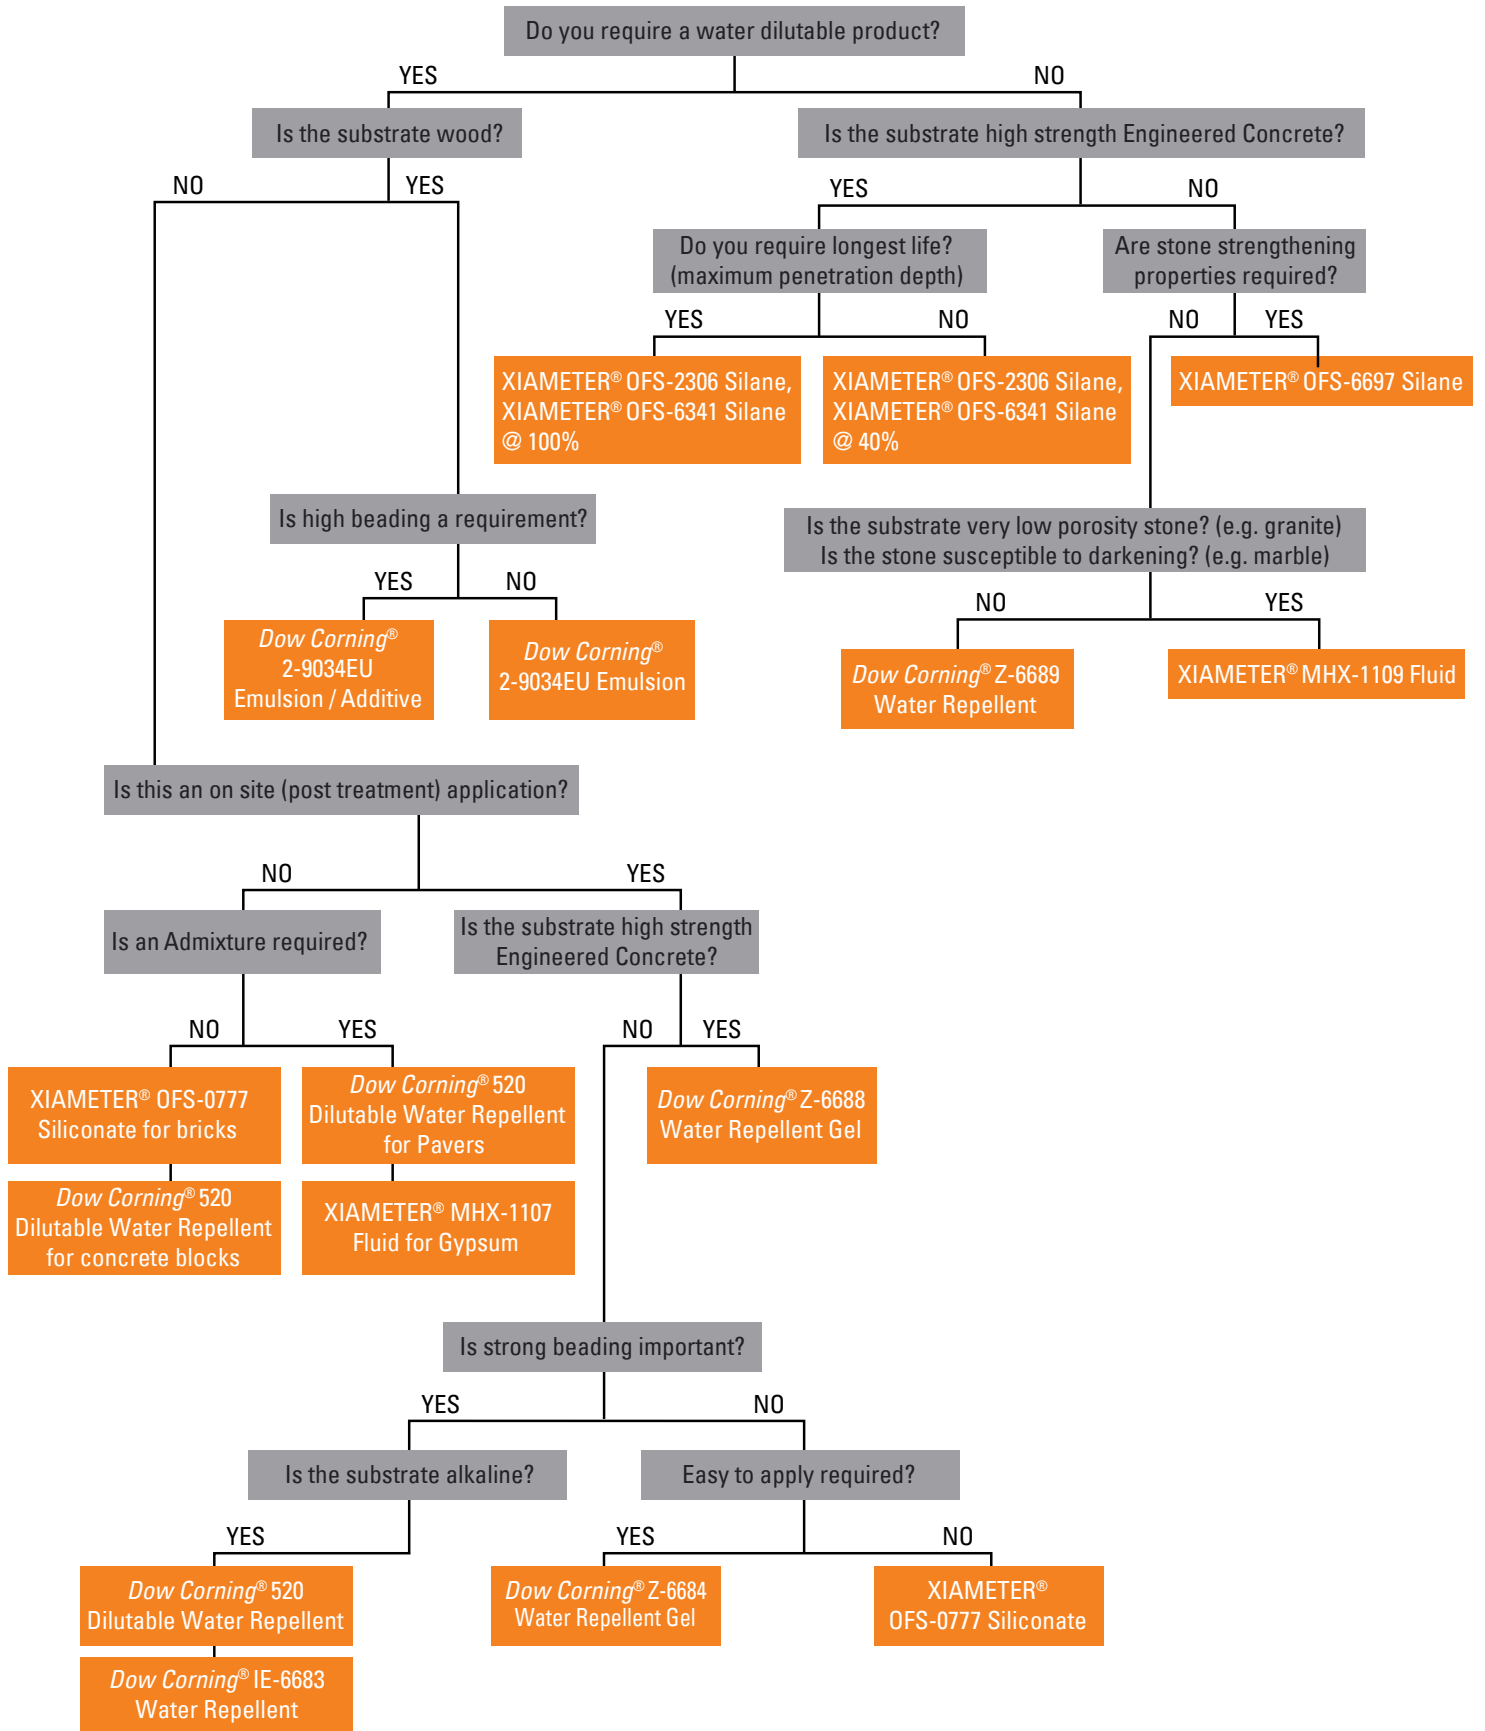 Do you require a water dilutable product?
YES
NO
Is the substrate wood?
Is the substrate high strength Engineered Concrete?
NO
YES
YES
NO
Do you require longest life?
(maximum penetration depth)
Are stone strengthening
properties required?
YES
NO
NO
YES
XIAMETER® OFS-2306 Silane,
XIAMETER® OFS-6341 Silane
@ 100%
XIAMETER® OFS-2306 Silane,
XIAMETER® OFS-6341 Silane
@ 40%
XIAMETER® OFS-6697 Silane
Is high beading a requirement?
Is the substrate very low porosity stone? (e.g. granite)
Is the stone susceptible to darkening? (e.g. marble)
YES
NO
NO
YES
Dow Corning®
2-9034EU
Emulsion / Additive
Dow Corning®
2-9034EU Emulsion
Dow Corning® Z-6689
Water Repellent
XIAMETER® MHX-1109 Fluid
Is this an on site (post treatment) application?
NO
YES
Is an Admixture required?
Is the substrate high strength
Engineered Concrete?
NO
YES
NO
YES
XIAMETER® OFS-0777
Siliconate for bricks
Dow Corning® 520
Dilutable Water Repellent
for Pavers
Dow Corning® Z-6688
Water Repellent Gel
Dow Corning® 520
Dilutable Water Repellent
for concrete blocks
XIAMETER® MHX-1107
Fluid for Gypsum
Is strong beading important?
YES
NO
Is the substrate alkaline?
Easy to apply required?
YES
YES
NO
Dow Corning® 520
Dilutable Water Repellent
Dow Corning® Z-6684
Water Repellent Gel
XIAMETER®
OFS-0777 Siliconate
Dow Corning® IE-6683
Water Repellent